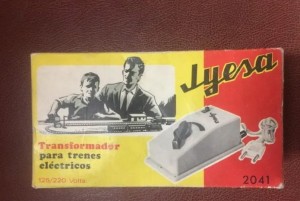 Jyesa
Transformador
para trenes
eléctricos
125/220 Volts
2041